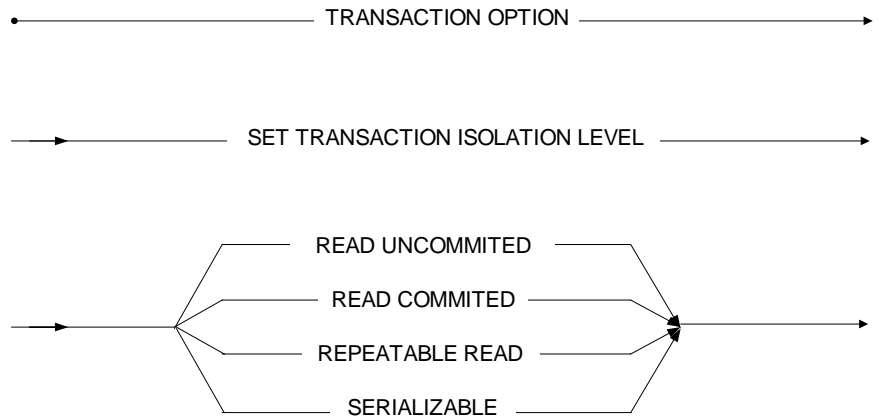 TRANSACTION OPTION
SET TRANSACTION ISOLATION LEVEL
READ UNCOMMITED
READ COMMITED
REPEATABLE READ
SERIALIZABLE